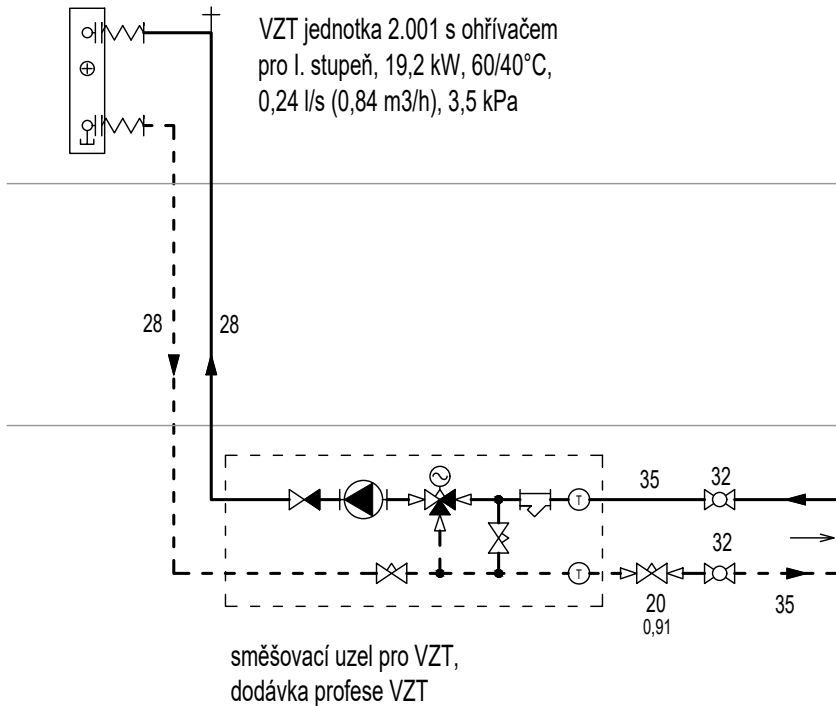 VZT jednotka 2.001 s ohřívačem
pro I. stupeň, 19,2 kW, 60/40°C,
0,24 l/s (0,84 m3/h), 3,5 kPa
28
28
35
32
T
32
T
20
0,91
35
směšovací uzel pro VZT,
dodávka profese VZT